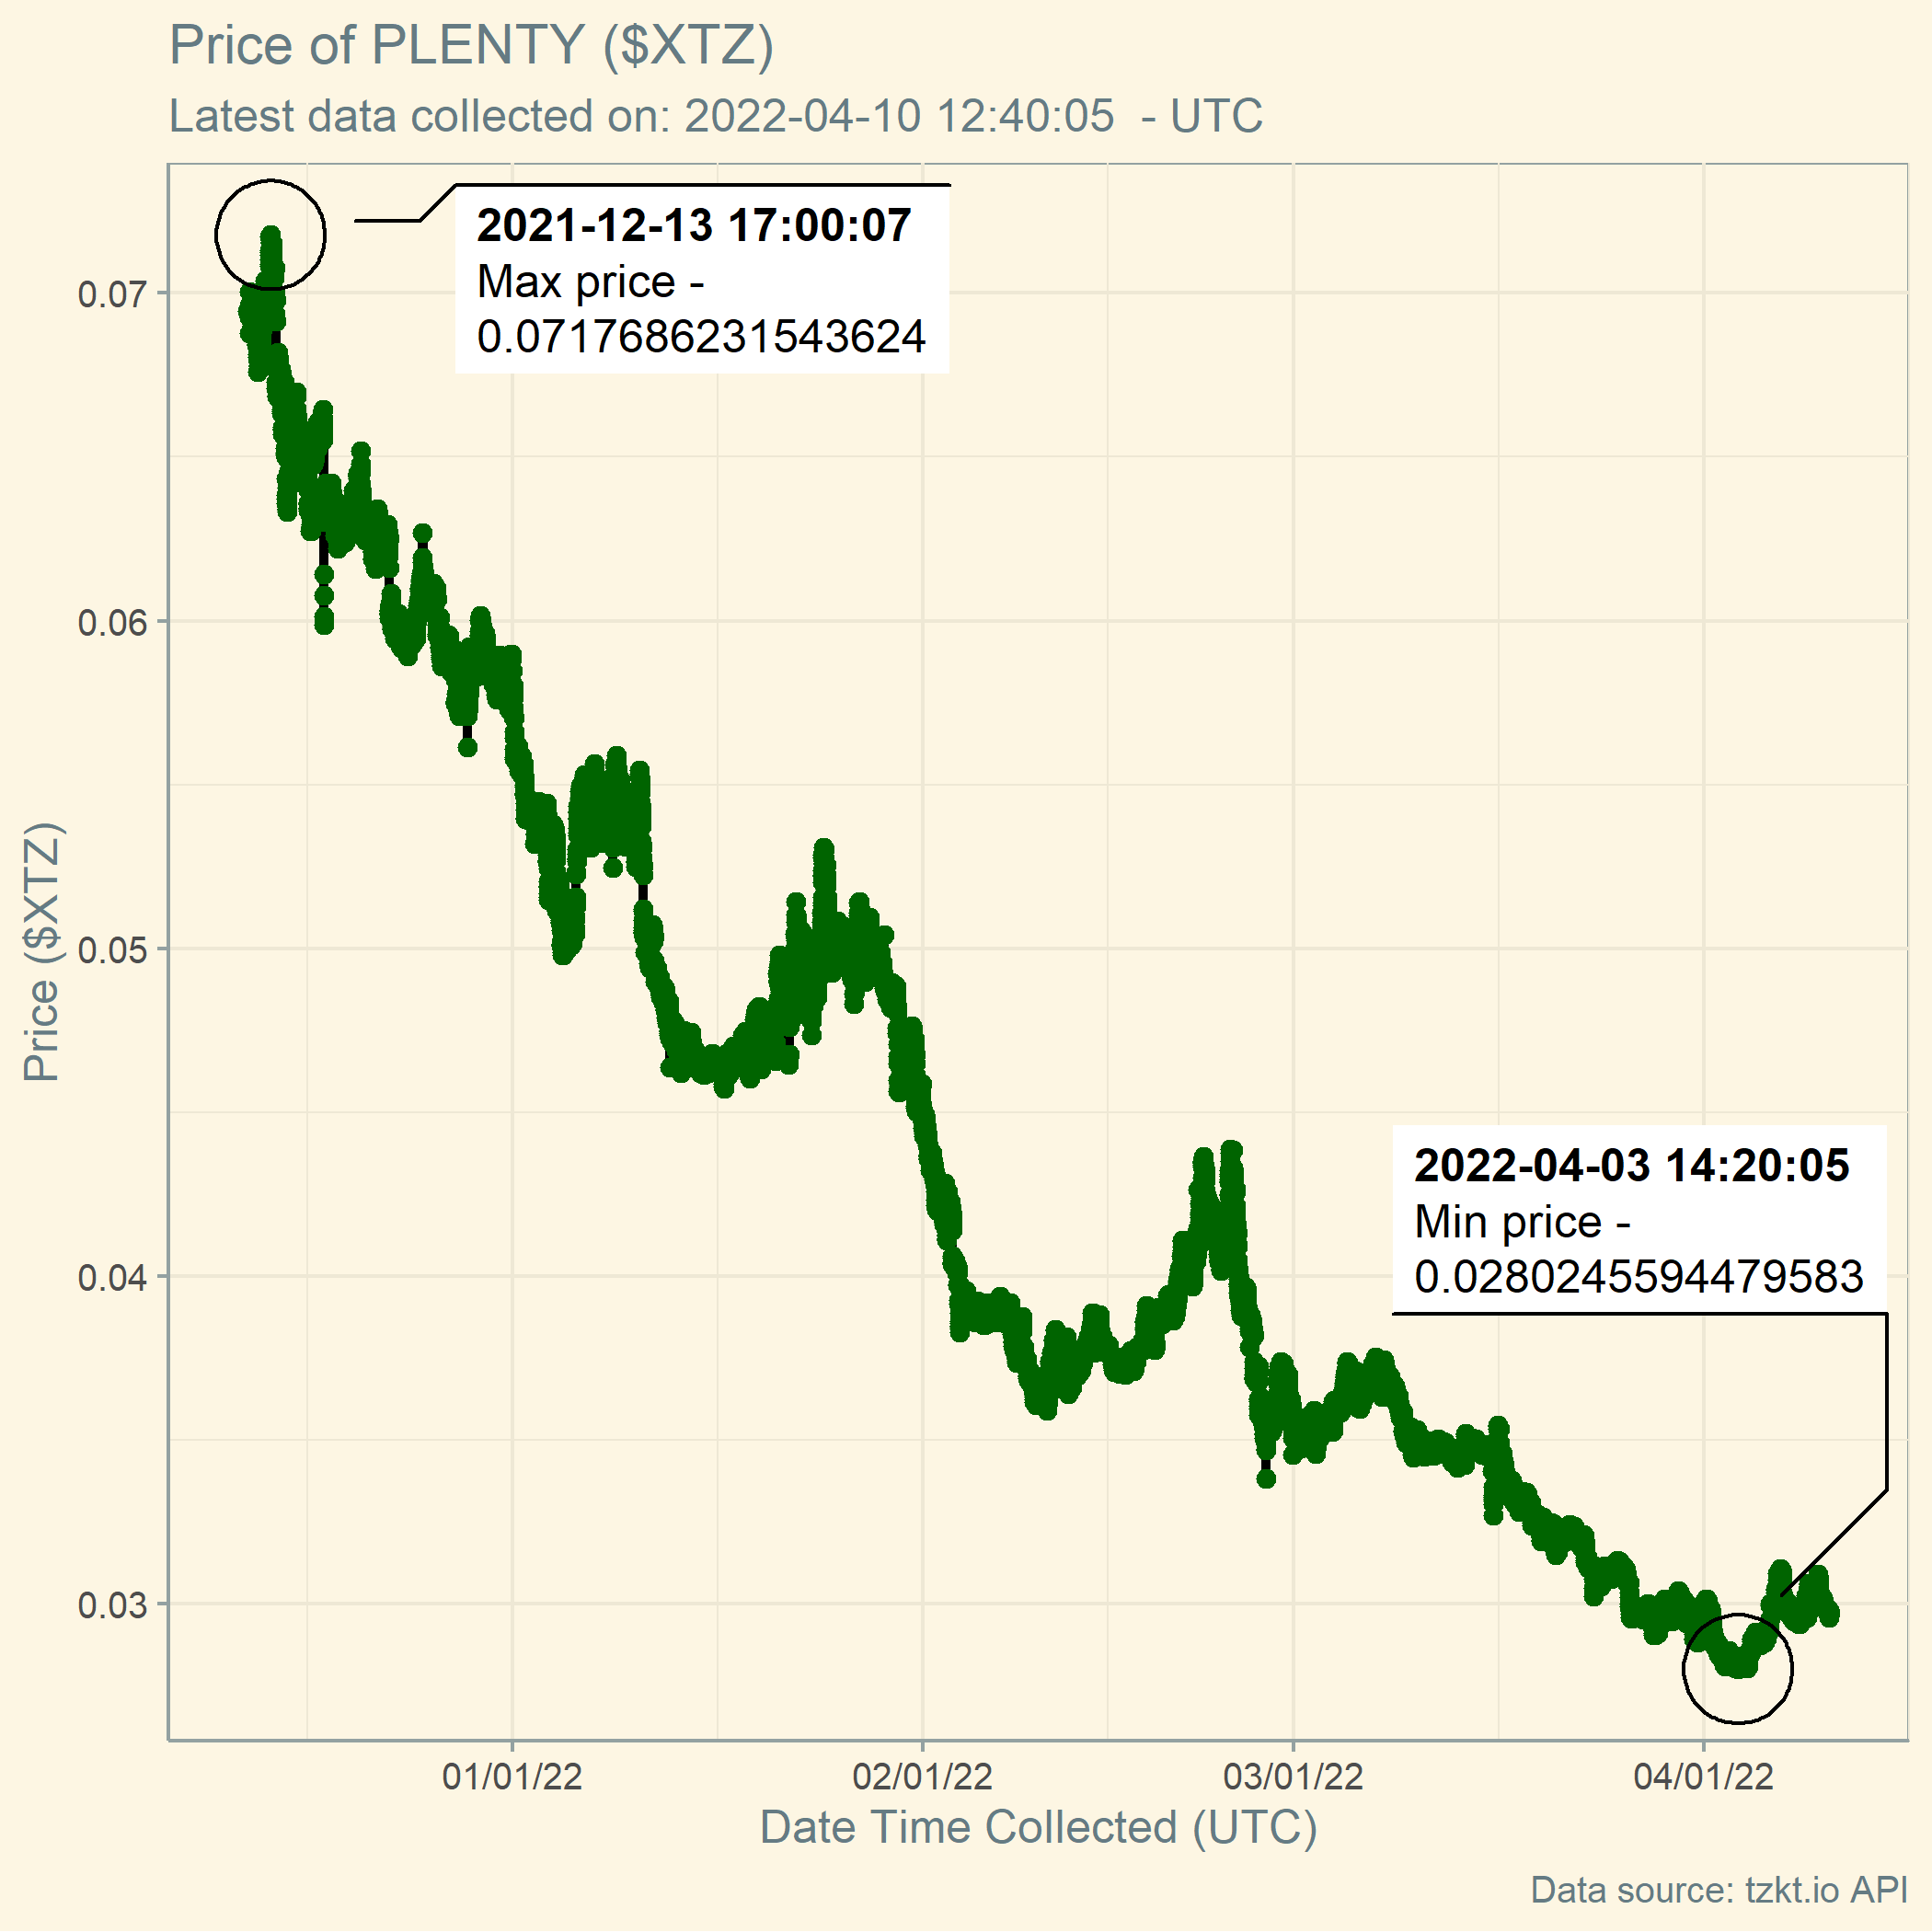 Price of PLENTY ($XTZ)
Latest data collected on: 2022-04-10 12:40:05  - UTC
2021-12-13 17:00:07
Max price -
0.0717686231543624
0.07
0.06
0.05
0.04
0.03
Price ($XTZ)
2022-04-03 14:20:05
Min price -
0.0280245594479583
01/01/22
02/01/22
03/01/22
04/01/22
Date Time Collected (UTC)
Data source: tzkt.io API